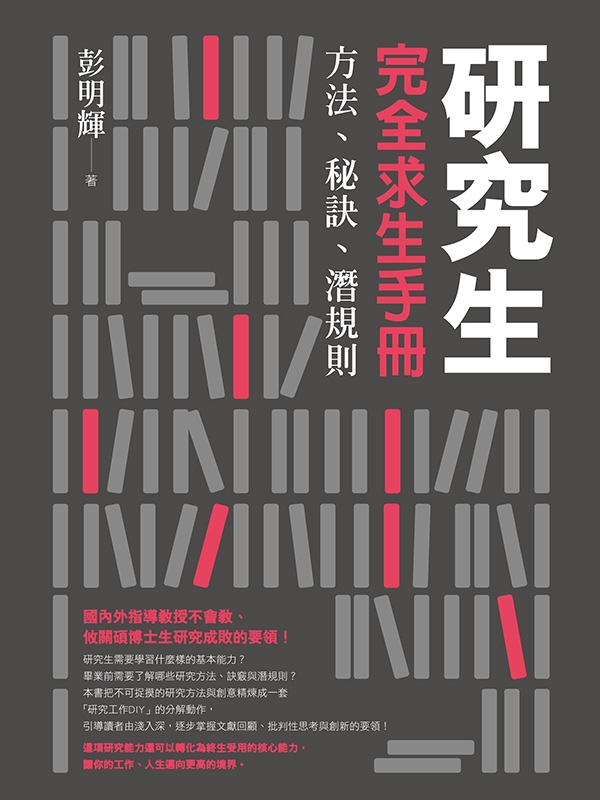 研究生
完全求生手冊
方法、秘訣、潛規則
彭明輝
著
國內外指導教授不會教、
攸關碩博士生研究成敗的要領！
研究生需要學習什麼樣的基本能力？
畢業前需要了解哪些研究方法、訣竅與潛規則？
本書把不可捉摸的研究方法與創意精煉成一套
「研究工作DIY」的分解動作，
引導讀者由淺入深，逐步掌握文獻回顧、批判性思考與創新的要領！
這項研究能力還可以轉化為終生受用的核心能力，
讓你的工作、人生邁向更高的境界。